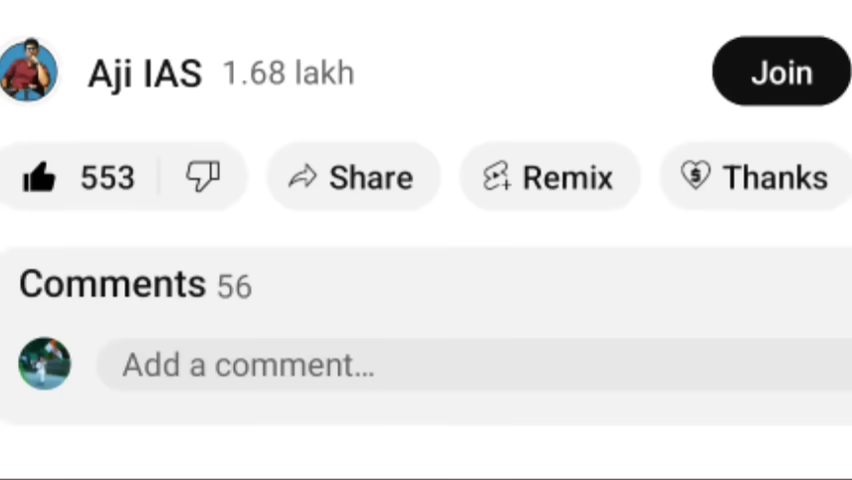 Aji IAS 1.68 lakh Join
553 Share Remix Thanks
Comments 56
Add a comment...